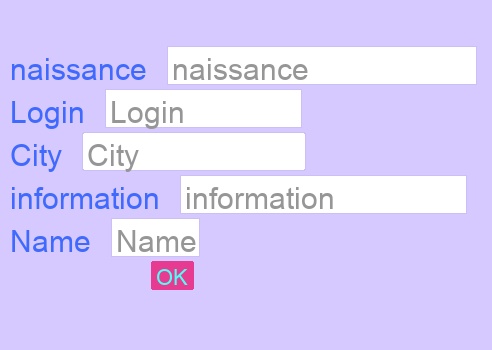 naissance naissance
Login Login
City City
information information
Name Name
OK